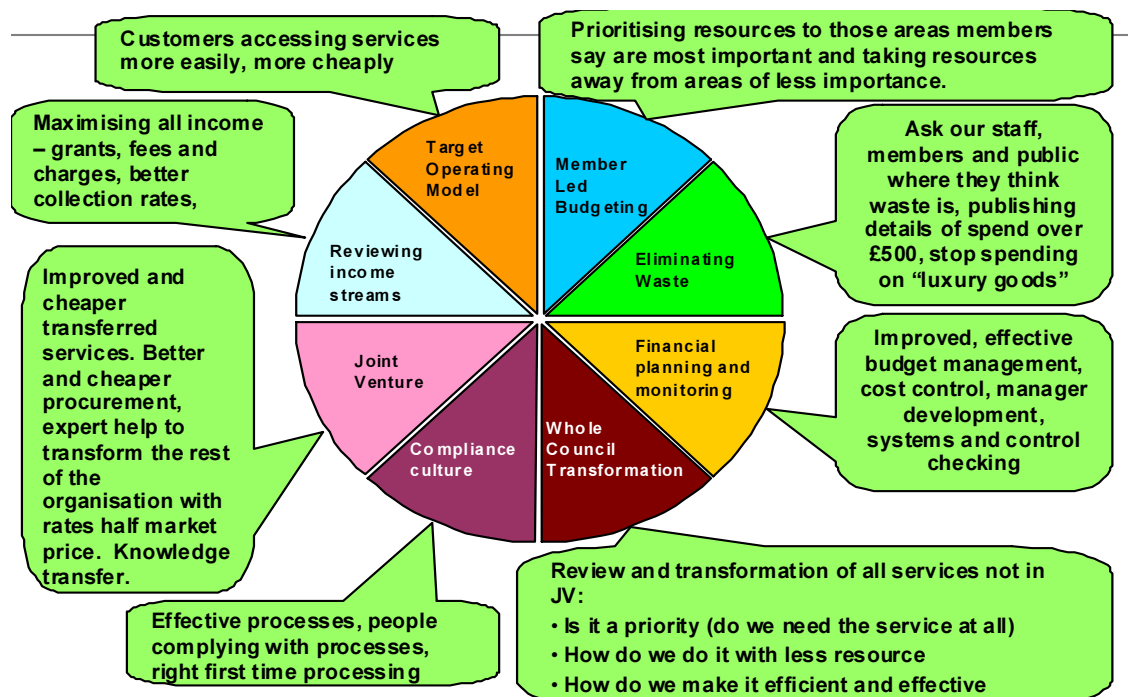 Customers accessing services
more easily, more cheaply
Prioritising resources to those areas members
say are most important and taking resources
away from areas of less importance.
Maximising all income
– grants, fees and
charges, better
collection rates,
Target
Operating
Model
Member
Led
Budgeting
Ask our staff,
members and public
where they think
waste is, publishing
details of spend over
£500, stop spending
on “luxury goods”
Reviewing
income
streams
Eliminating
Waste
Improved and
cheaper
transferred
services. Better
and cheaper
procurement,
expert help to
transform the rest
of the
organisation with
rates half market
price.  Knowledge
transfer.
Joint
Venture
Financial
planning and
monitoring
Improved, effective
budget management,
cost control, manager
development,
systems and control
checking
Compliance
culture
Whole
Council
Transformation
Effective processes, people
complying with processes,
right first time processing
Review and transformation of all services not in
JV:
• Is it a priority (do we need the service at all)
• How do we do it with less resource
• How do we make it efficient and effective